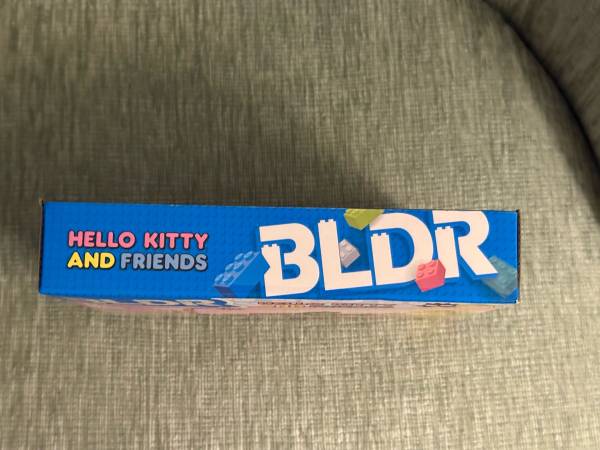 HELLO KITTY
AND FRIENDS
BLDR